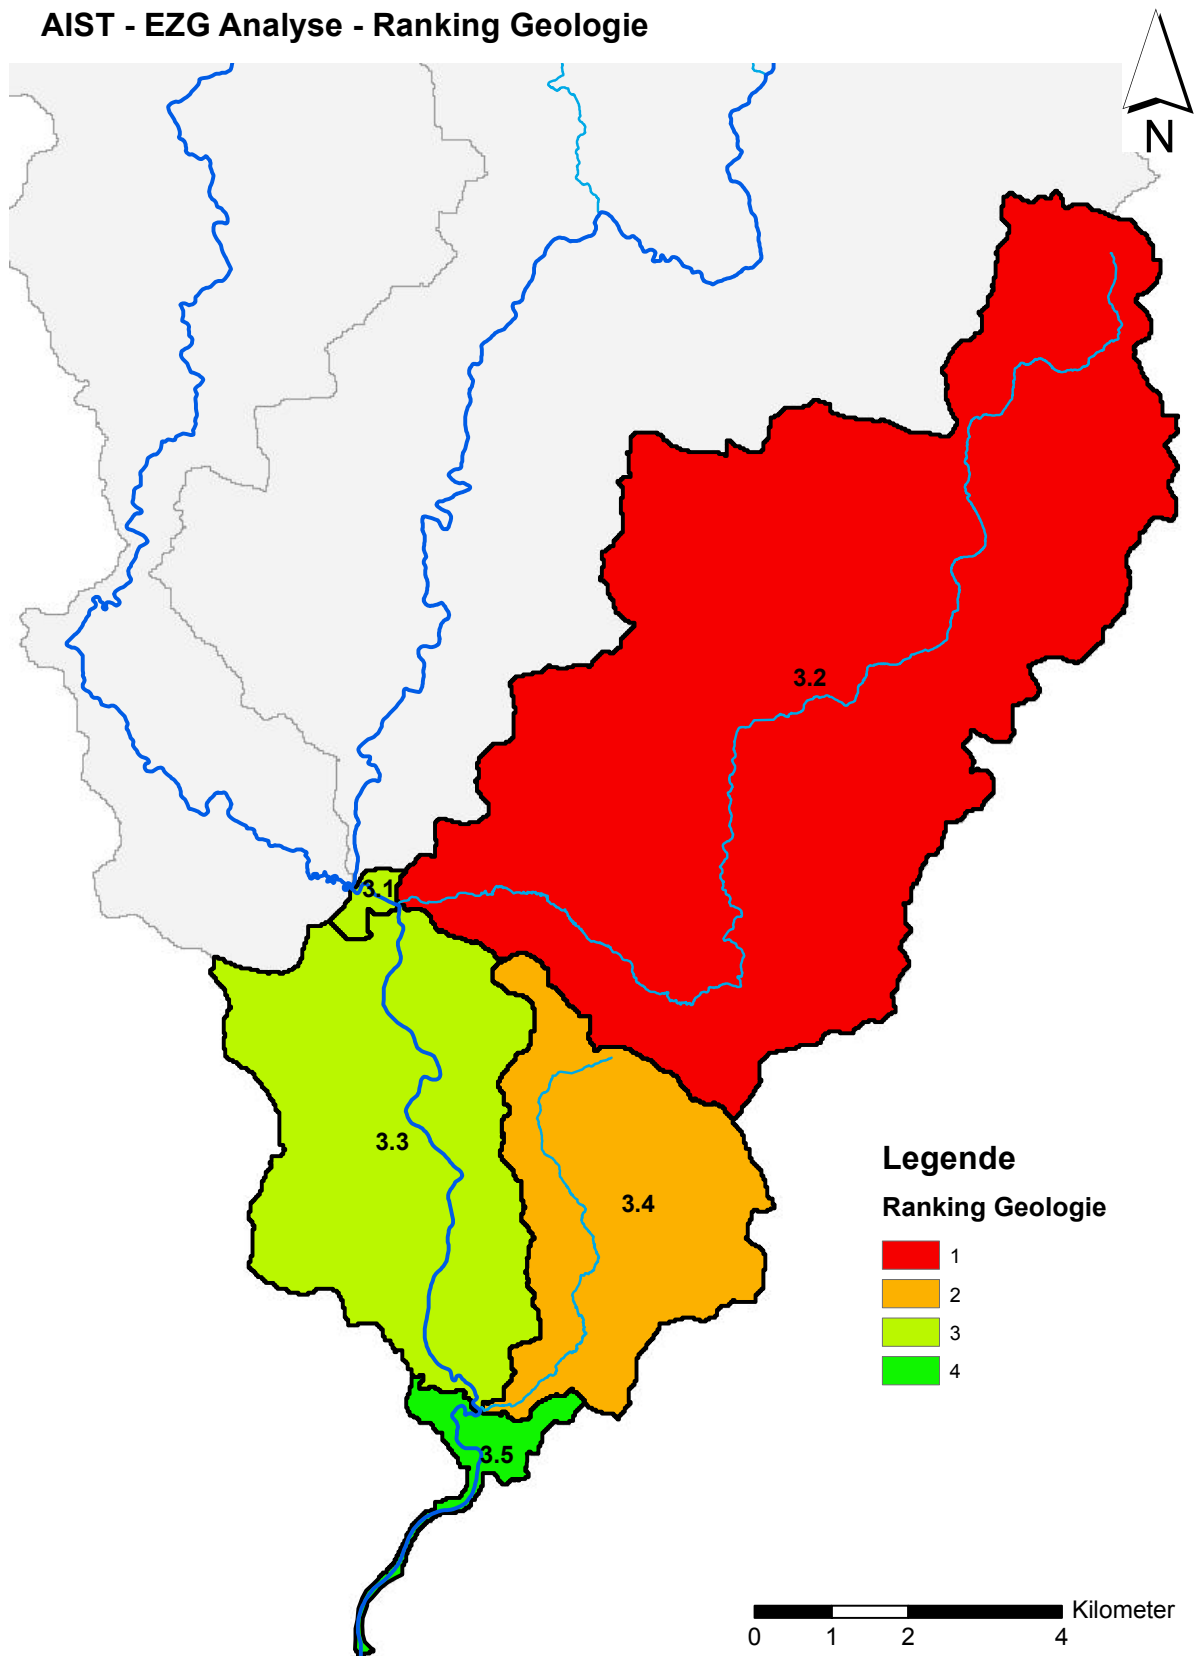 AIST - EZG Analyse - Ranking Geologie
N
3.2
3.1
3.3
3.4
3.5
Legende
Ranking Geologie
1
2
3
4
Kilometer
0 1 2 4